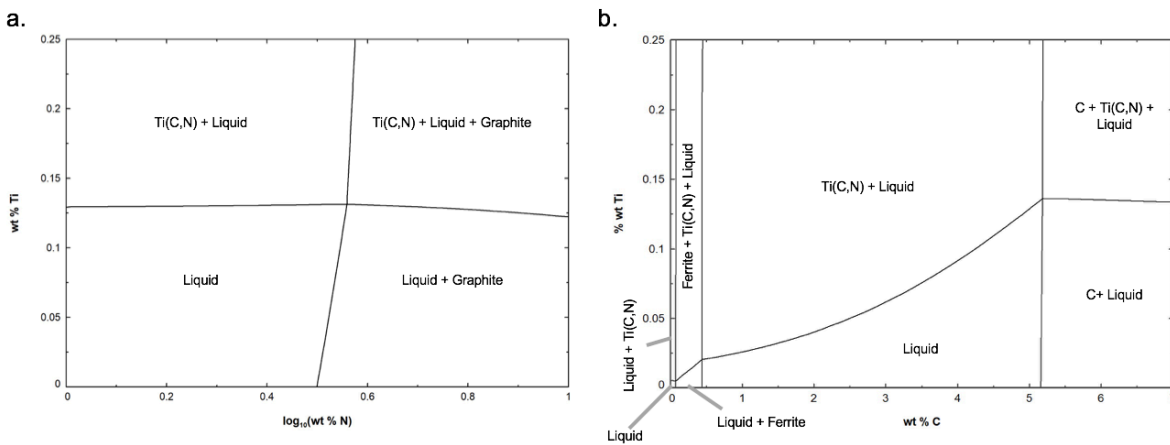 a.
0.25
0.2
0.15
0.1
0.05
0
wt % Ti
Ti(C,N) + Liquid
Ti(C,N) + Liquid + Graphite
Liquid
Liquid + Graphite
0.0
0.2
0.4
0.6
0.8
1
log₁₀(wt % N)
b.
0.25
0.2
0.15
0.1
0.05
0
% wt Ti
Liquid + Ti(C,N)
Ferrite + Ti(C,N) + Liquid
Ti(C,N) + Liquid
C + Ti(C,N) +
Liquid
Liquid
C+ Liquid
0
1
2
3
4
5
6
Liquid
Liquid + Ferrite
wt % C